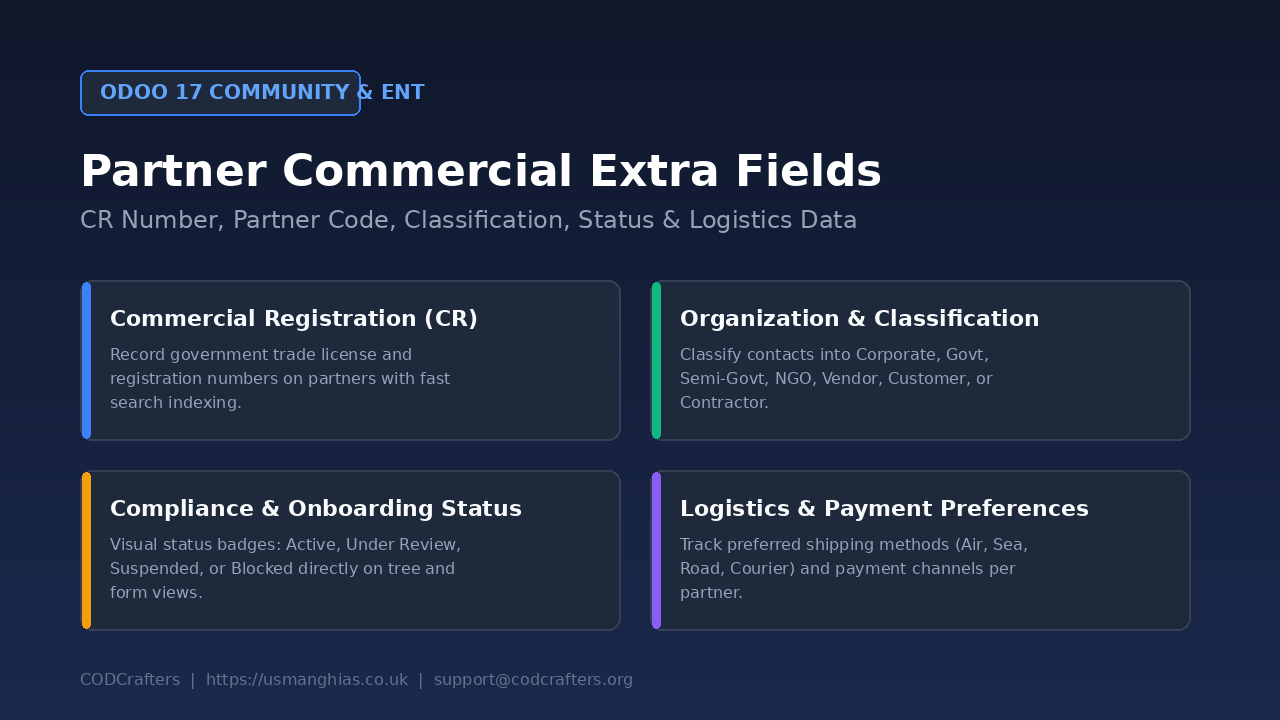 ODOO 17 COMMUNITY & ENT
Partner Commercial Extra Fields
CR Number, Partner Code, Classification, Status & Logistics Data
Commercial Registration (CR)
Record government trade license and
registration numbers on partners with fast
search indexing.
Organization & Classification
Classify contacts into Corporate, Govt,
Semi-Govt, NGO, Vendor, Customer, or
Contractor.
Compliance & Onboarding Status
Visual status badges: Active, Under Review,
Suspended, or Blocked directly on tree and
form views.
Logistics & Payment Preferences
Track preferred shipping methods (Air, Sea,
Road, Courier) and payment channels per
partner.
CODCrafters | https://usmanghias.co.uk | support@codcrafters.org